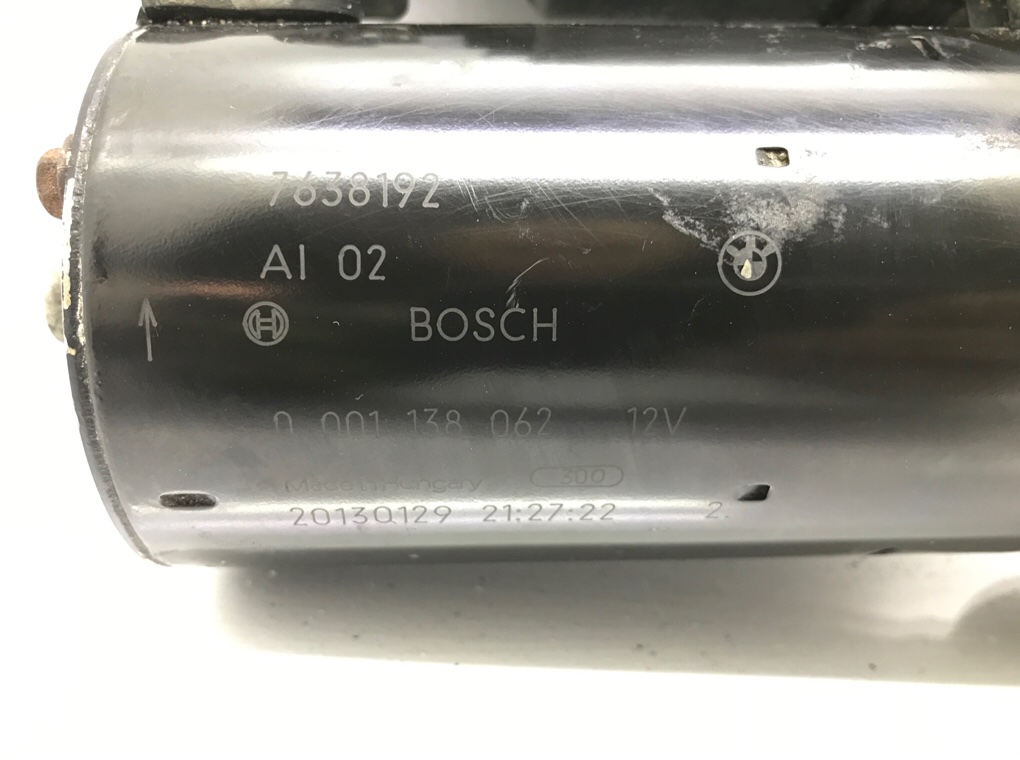 7638192
AI 02
BOSCH
0 001 138 062 12V
Made in Hungary 300
20130129 21:27:22 2.